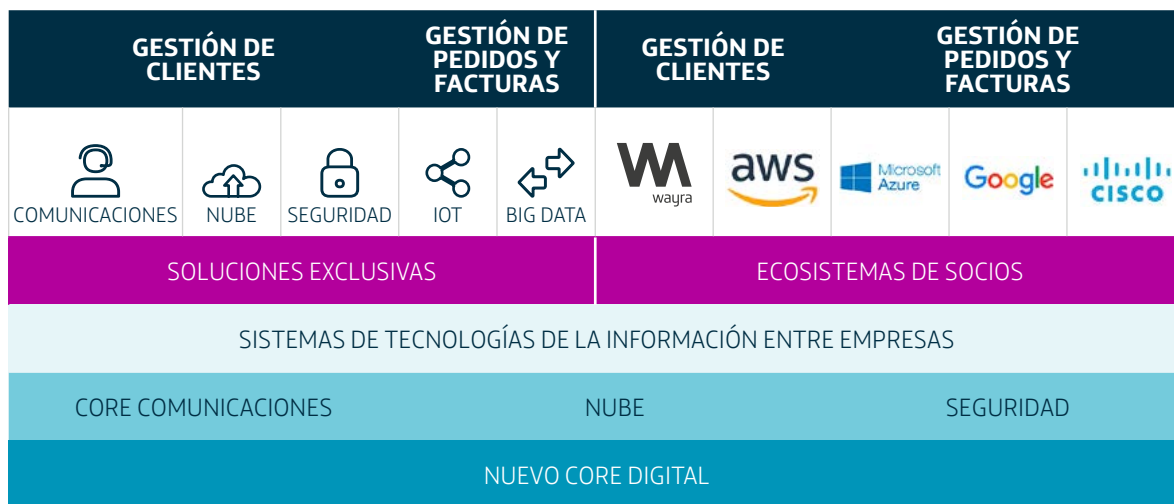 GESTIÓN DE
CLIENTES
GESTIÓN DE
PEDIDOS Y
FACTURAS
GESTIÓN DE
CLIENTES
GESTIÓN DE
PEDIDOS Y
FACTURAS
COMUNICACIONES
NUBE
SEGURIDAD
IOT
BIG DATA
wayra
aws
Microsoft
Azure
Google
CISCO
SOLUCIONES EXCLUSIVAS
ECOSISTEMAS DE SOCIOS
SISTEMAS DE TECNOLOGÍAS DE LA INFORMACIÓN ENTRE EMPRESAS
CORE COMUNICACIONES
NUBE
SEGURIDAD
NUEVO CORE DIGITAL